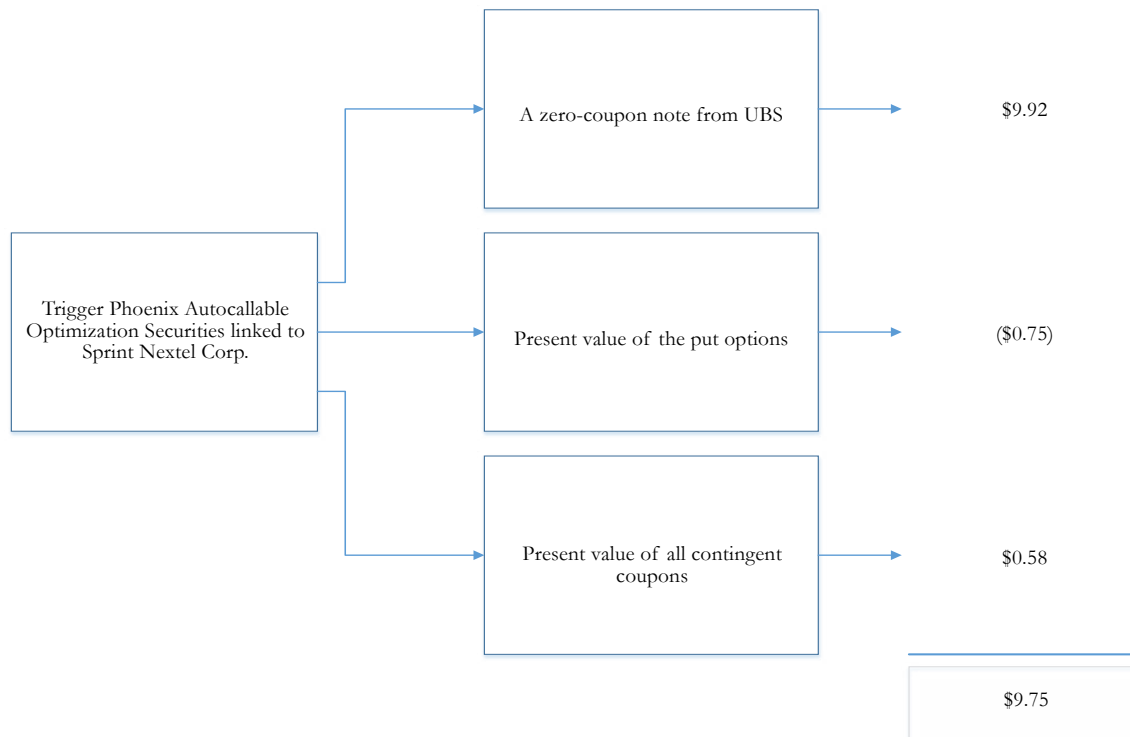 A zero-coupon note from UBS
$9.92
Trigger Phoenix Autocallable
Optimization Securities linked to
Sprint Nextel Corp.
Present value of the put options
($0.75)
Present value of all contingent
coupons
$0.58
$9.75